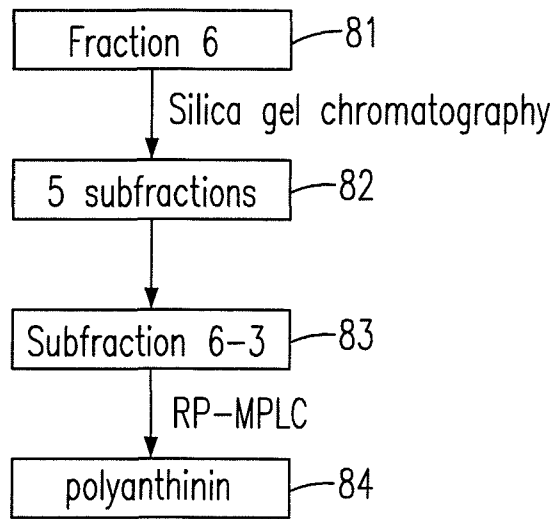 Fraction 6 81
Silica gel chromatography
5 subfractions 82
Subfraction 6-3 83
RP-MPLC
polyanthinin 84